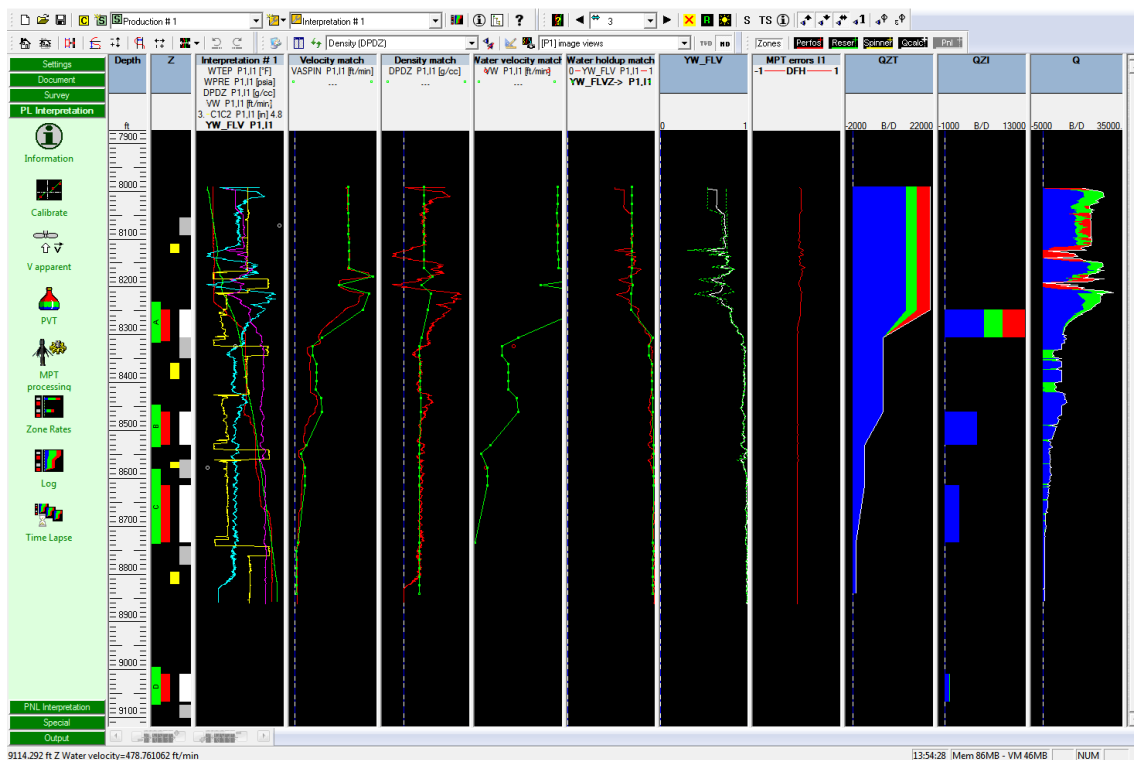 Production # 1
Interpretation # 1
3
S TS
Density (DPDZ)
[P1] image views
TVD MD
Zones
Perfos
Reser
Spinner
Qcalc
Pnl
Settings
Document
Survey
PL Interpretation
Information
Calibrate
V apparent
PVT
MPT
processing
Zone Rates
Log
Time Lapse
PNL Interpretation
Special
Output
Depth
ft
7900
8000
8100
8200
8300
8400
8500
8600
8700
8800
8900
9000
9100
Z
A
B
C
D
Interpretation # 1
WTEP P1,I1 [°F]
WPRE P1,I1 [psia]
DPDZ P1,I1 [g/cc]
VW P1,I1 [ft/min]
3. C1C2 P1,I1 [in] 4.8
YW_FLV P1,I1
Velocity match
VASPIN P1,I1 [ft/min]
...
Density match
DPDZ P1,I1 [g/cc]
...
Water velocity match
VW P1,I1 [ft/min]
...
Water holdup match
0-YW_FLV P1,I1-1
YW_FLVZ-> P1,I1
YW_FLV
0 1
MPT errors I1
-1 DFH 1
QZT
-2000 B/D 22000
QZI
-1000 B/D 13000
Q
-5000 B/D 35000
9114.292 ft Z Water velocity=478.761062 ft/min
13:54:28 Mem 86MB - VM 46MB NUM